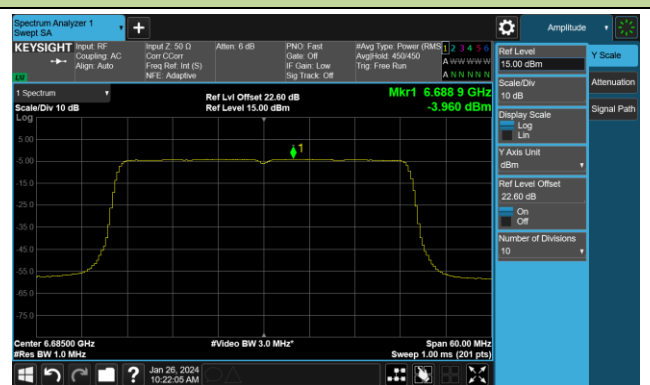 Spectrum Analyzer 1
Swept SA
+
Amplitude
KEYSIGHT
Input: RF
Coupling: AC
Align: Auto
Input Z: 50 Ω
Corr CCorr
Freq Ref: Int (S)
NFE: Adaptive
Atten: 6 dB
PNO: Fast
Gate: Off
IF Gain: Low
Sig Track: Off
#Avg Type: Power (RMS
Avg|Hold: 450/450
Trig: Free Run
1 2 3 4 5 6
A WW WW W
A N N N N N
LXI
1 Spectrum
Scale/Div 10 dB
Log
Ref Lvl Offset 22.60 dB
Ref Level 15.00 dBm
Mkr1 6.688 9 GHz
-3.960 dBm
5.00
-5.00
-15.0
-25.0
-35.0
-45.0
-55.0
-65.0
-75.0
1
Center 6.68500 GHz
#Res BW 1.0 MHz
#Video BW 3.0 MHz*
Span 60.00 MHz
Sweep 1.00 ms (201 pts)
?
Jan 26, 2024
10:22:05 AM
Ref Level
15.00 dBm
Scale/Div
10 dB
Display Scale
Log
Lin
Y Axis Unit
dBm
Ref Level Offset
22.60 dB
On
Off
Number of Divisions
10
Y Scale
Attenuation
Signal Path